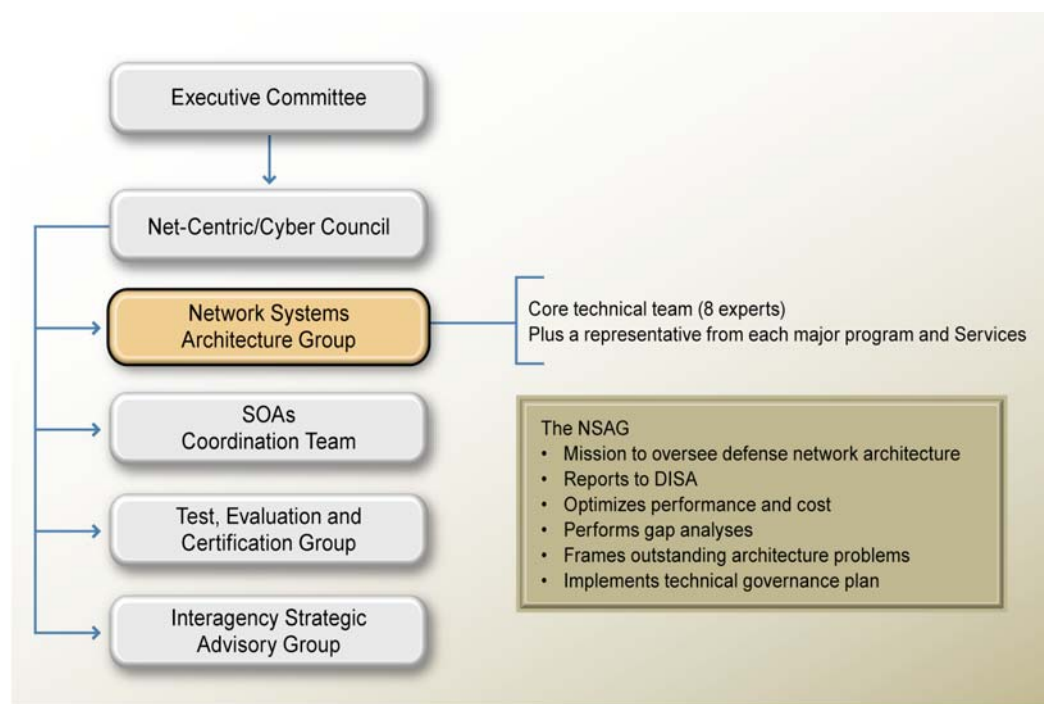 Executive Committee
Net-Centric/Cyber Council
Network Systems
Architecture Group
Core technical team (8 experts)
Plus a representative from each major program and Services
SOAs
Coordination Team
Test, Evaluation and
Certification Group
Interagency Strategic
Advisory Group
The NSAG
• Mission to oversee defense network architecture
• Reports to DISA
• Optimizes performance and cost
• Performs gap analyses
• Frames outstanding architecture problems
• Implements technical governance plan